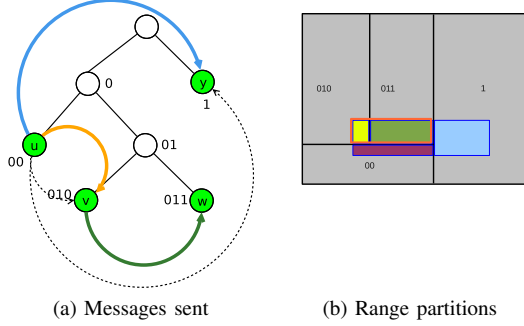 y
0
1
u
00
01
010
v
011
w
(a) Messages sent
010
011
1
00
(b) Range partitions